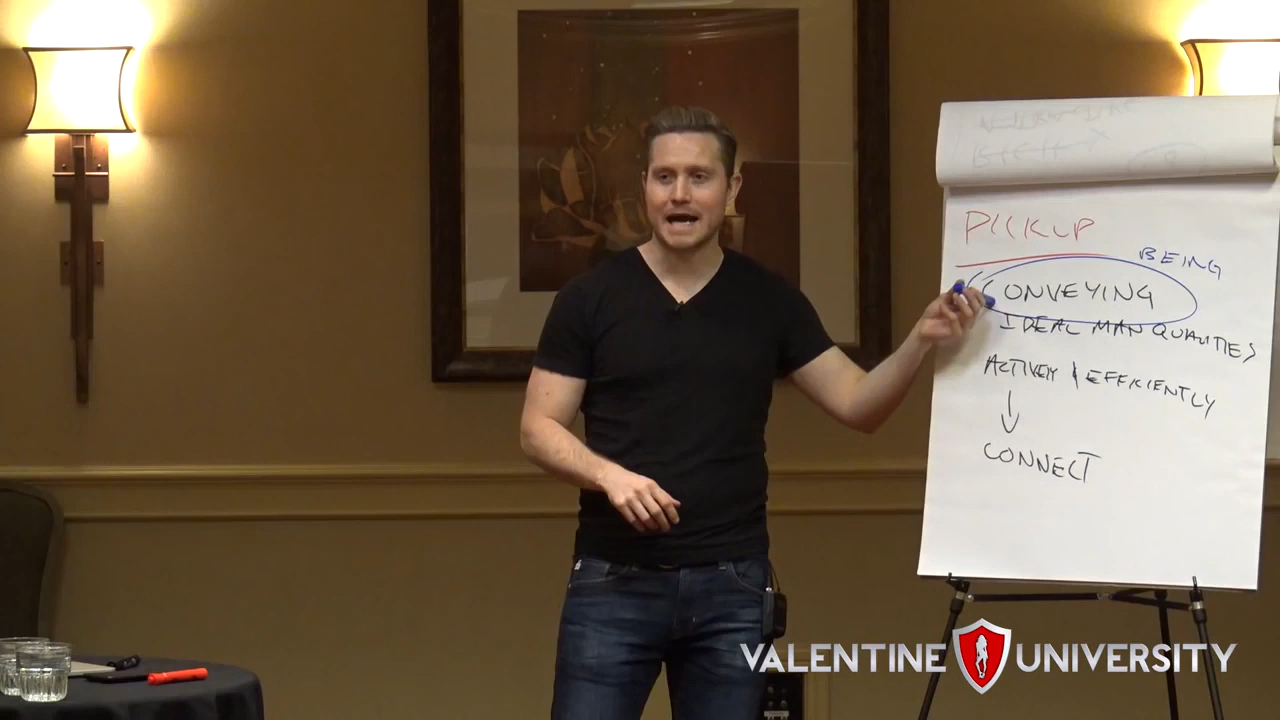 PICKUP
BEING
CONVEYING
IDEAL MAN QUALITIES
ACTIVELY & EFFICIENTLY
CONNECT
VALENTINE UNIVERSITY